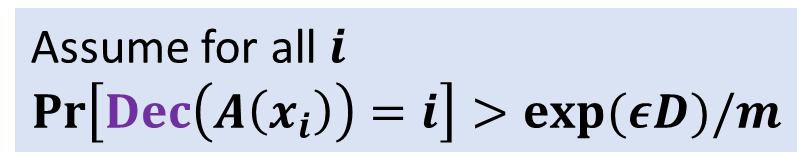 Assume for all i
Pr[Dec(A(xᵢ)) = i] > exp(ϵD)/m